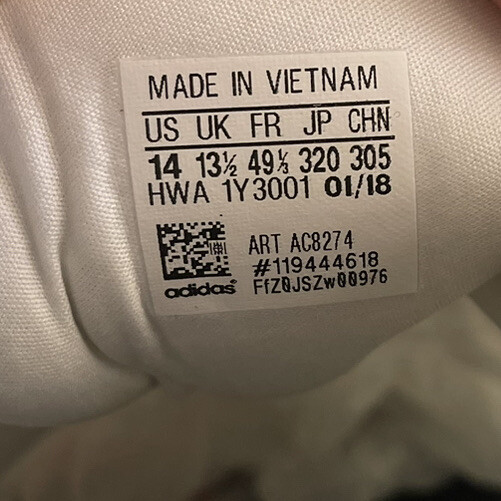 MADE IN VIETNAM
US UK FR JP CHN
14 13½ 49⅓ 320 305
HWA 1Y3001 01/18
ART AC8274
#119444618
FfZ0JSZw00976
adidas